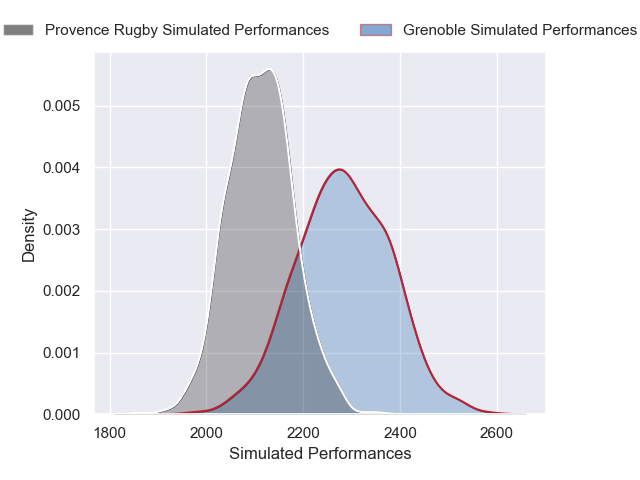 Provence Rugby Simulated Performances Grenoble Simulated Performances
0.005
0.004
0.003
0.002
0.001
0.000
Density
1800 2000 2200 2400 2600
Simulated Performances